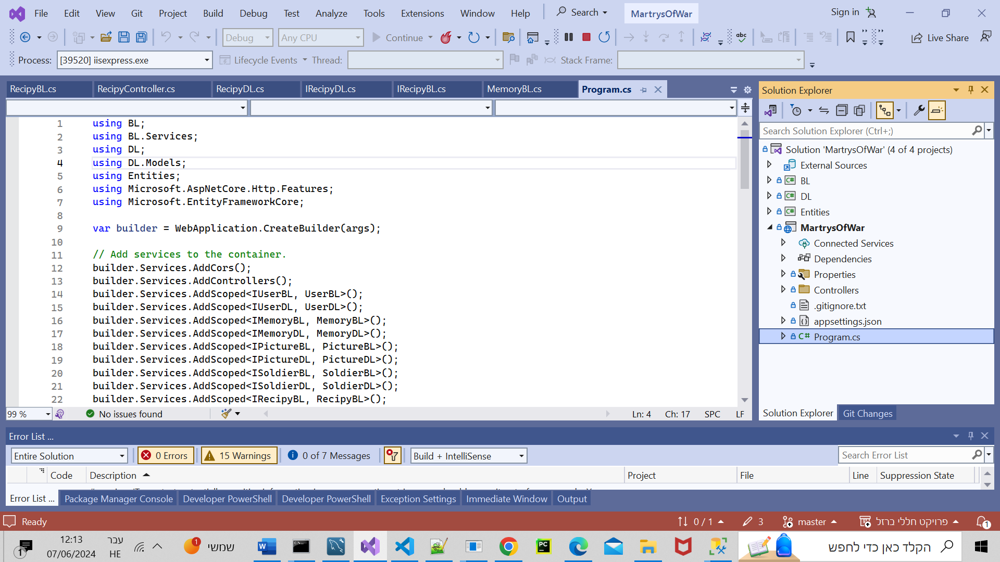 File Edit View Git Project Build Debug Test Analyze Tools Extensions Window Help Search MartrysOfWar Sign in
Debug Any CPU Continue abc Live Share
Process: [39520] iisexpress.exe Lifecycle Events Thread: Stack Frame:
RecipyBL.cs RecipyController.cs RecipyDL.cs IRecipyDL.cs IRecipyBL.cs MemoryBL.cs Program.cs
1 using BL;
2 using BL.Services;
3 using DL;
4 using DL.Models;
5 using Entities;
6 using Microsoft.AspNetCore.Http.Features;
7 using Microsoft.EntityFrameworkCore;
8
9 var builder = WebApplication.CreateBuilder(args);
10
11 // Add services to the container.
12 builder.Services.AddCors();
13 builder.Services.AddControllers();
14 builder.Services.AddScoped<IUserBL, UserBL>();
15 builder.Services.AddScoped<IUserDL, UserDL>();
16 builder.Services.AddScoped<IMemoryBL, MemoryBL>();
17 builder.Services.AddScoped<IMemoryDL, MemoryDL>();
18 builder.Services.AddScoped<IPictureBL, PictureBL>();
19 builder.Services.AddScoped<IPictureDL, PictureDL>();
20 builder.Services.AddScoped<ISoldierBL, SoldierBL>();
21 builder.Services.AddScoped<ISoldierDL, SoldierDL>();
22 builder.Services.AddScoped<IRecipyBL, RecipyBL>();
99 % No issues found Ln: 4 Ch: 17 SPC LF
Solution Explorer
Search Solution Explorer (Ctrl+;)
Solution 'MartrysOfWar' (4 of 4 projects)
External Sources
C# BL
C# DL
C# Entities
MartrysOfWar
Connected Services
Dependencies
Properties
Controllers
.gitignore.txt
appsettings.json
C# Program.cs
Solution Explorer Git Changes
Error List ...
Entire Solution 0 Errors 15 Warnings 0 of 7 Messages Build + IntelliSense Search Error List
Code Description Project File Line Suppression State
Error List ... Package Manager Console Developer PowerShell Developer PowerShell Exception Settings Immediate Window Output
Ready 0 / 1 3 master פרויקט חללי ברזל 1
1 12:13 עבר 1 שמשי W PC הקלד כאן כדי לחפש
07/06/2024 HE